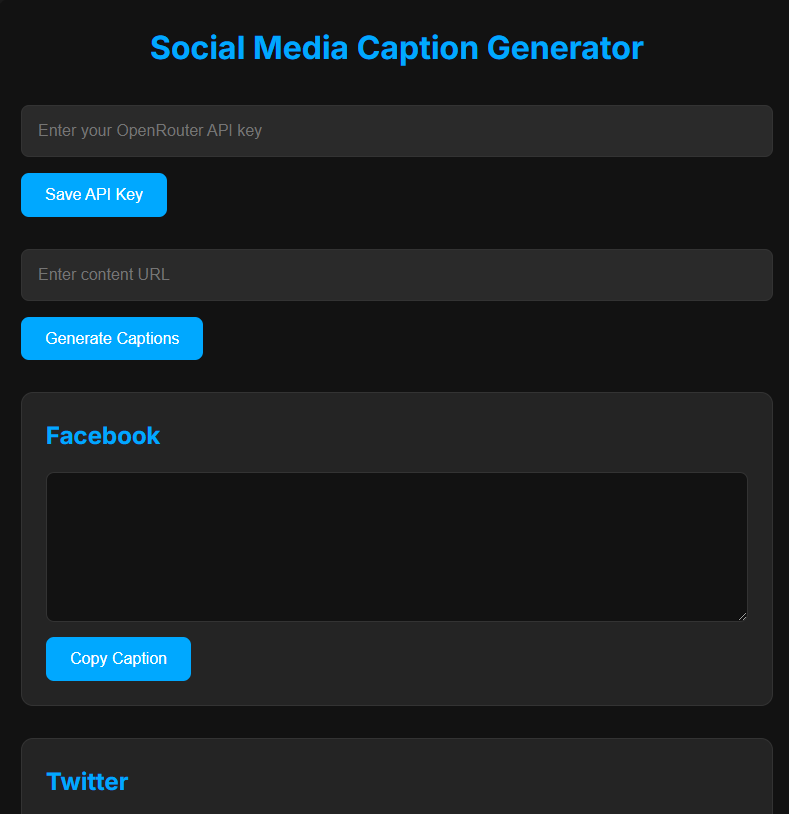 Social Media Caption Generator
Enter your OpenRouter API key
Save API Key
Enter content URL
Generate Captions
Facebook
Copy Caption
Twitter